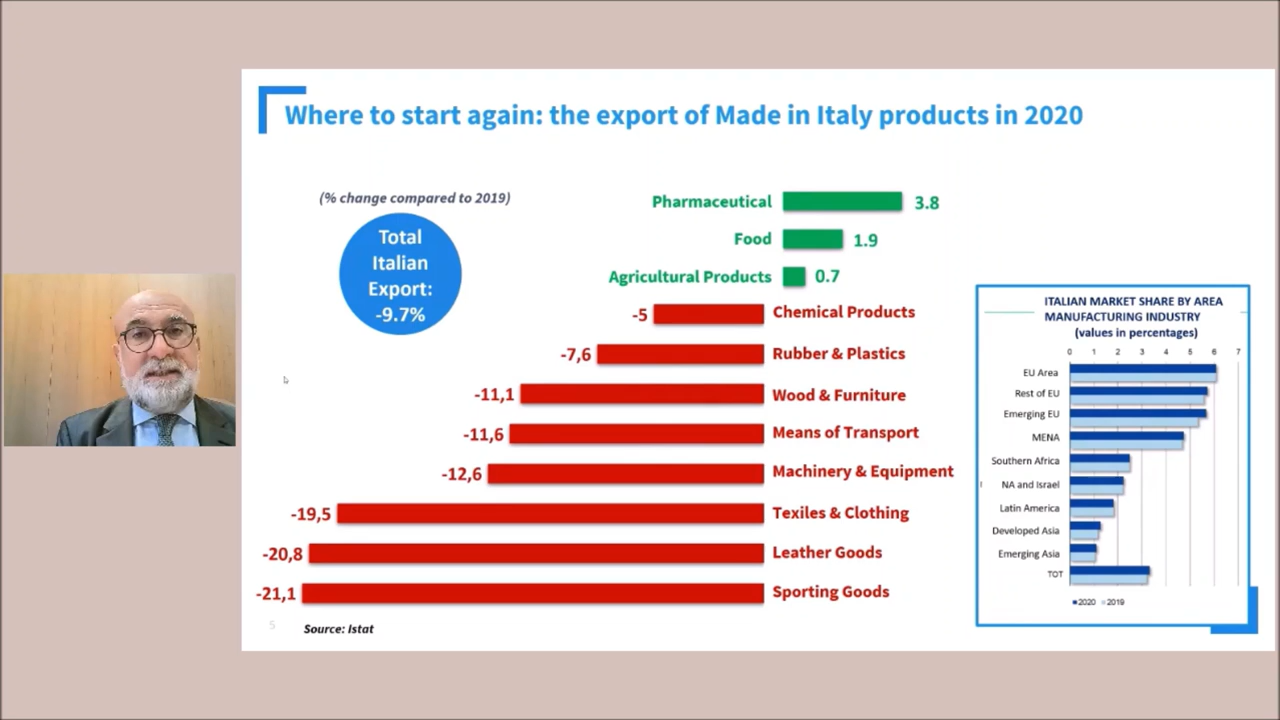 Where to start again: the export of Made in Italy products in 2020
(% change compared to 2019)
Total
Italian
Export:
-9.7%
Pharmaceutical 3.8
Food 1.9
Agricultural Products 0.7
-5 Chemical Products
-7,6 Rubber & Plastics
-11,1 Wood & Furniture
-11,6 Means of Transport
-12,6 Machinery & Equipment
-19,5 Texiles & Clothing
-20,8 Leather Goods
-21,1 Sporting Goods
5
Source: Istat
ITALIAN MARKET SHARE BY AREA
MANUFACTURING INDUSTRY
(values in percentages)
0 1 2 3 4 5 6 7
EU Area
Rest of EU
Emerging EU
MENA
Southern Africa
NA and Israel
Latin America
Developed Asia
Emerging Asia
TOT
2020 2019